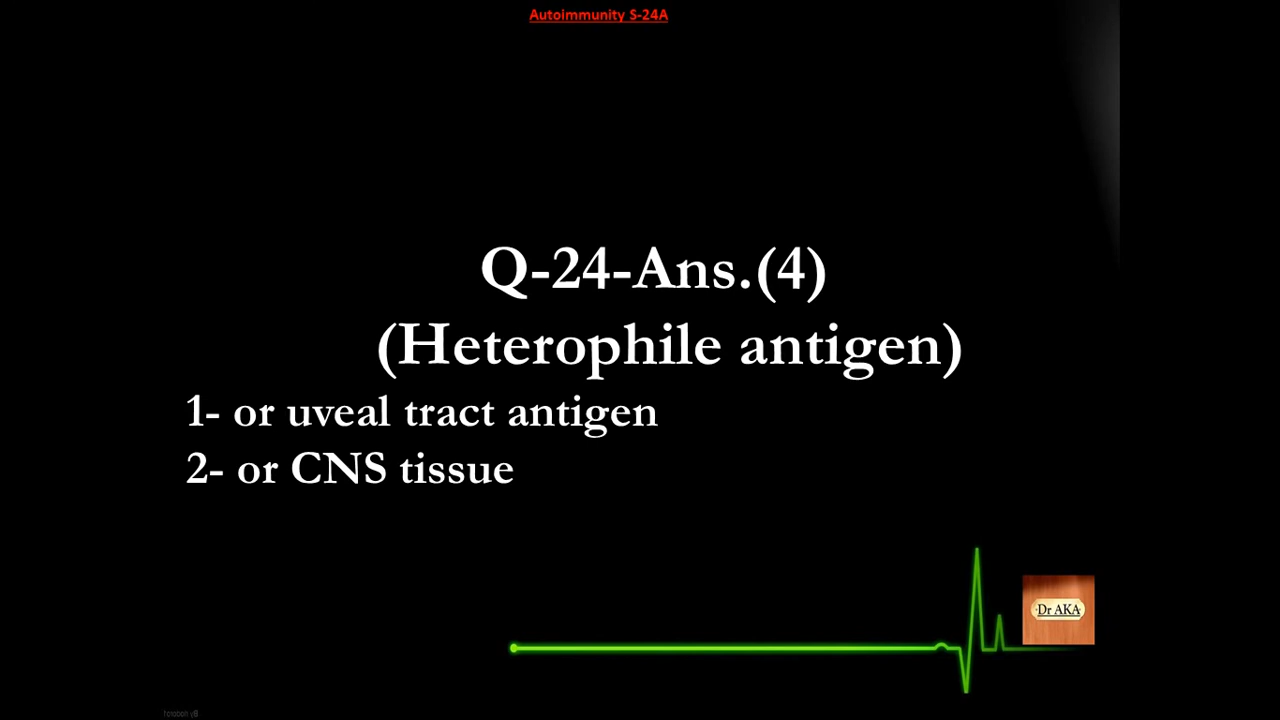 Autoimmunity S-24A
Q-24-Ans.(4)
(Heterophile antigen)
1- or uveal tract antigen
2- or CNS tissue
Dr AKA